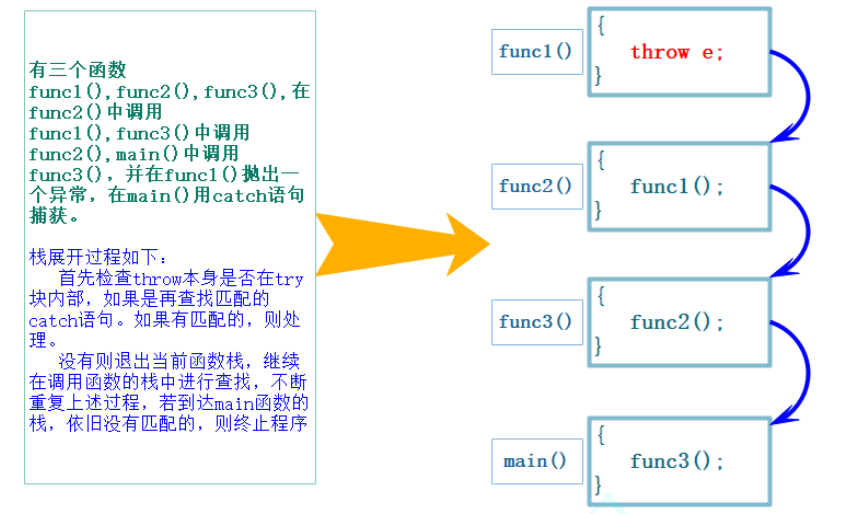 有三个函数
func1(),func2(),func3(),在
func2()中调用
func1(),func3()中调用
func2(),main()中调用
func3()，并在func1()抛出一
个异常，在main()用catch语句
捕获。
栈展开过程如下：
首先检查throw本身是否在try
块内部，如果是再查找匹配的
catch语句。如果有匹配的，则处
理。
没有则退出当前函数栈，继续
在调用函数的栈中进行查找，不断
重复上述过程，若到达main函数的
栈，依旧没有匹配的，则终止程序
func1()
{
throw e;
}
func2()
{
func1();
}
func3()
{
func2();
}
main()
{
func3();
}